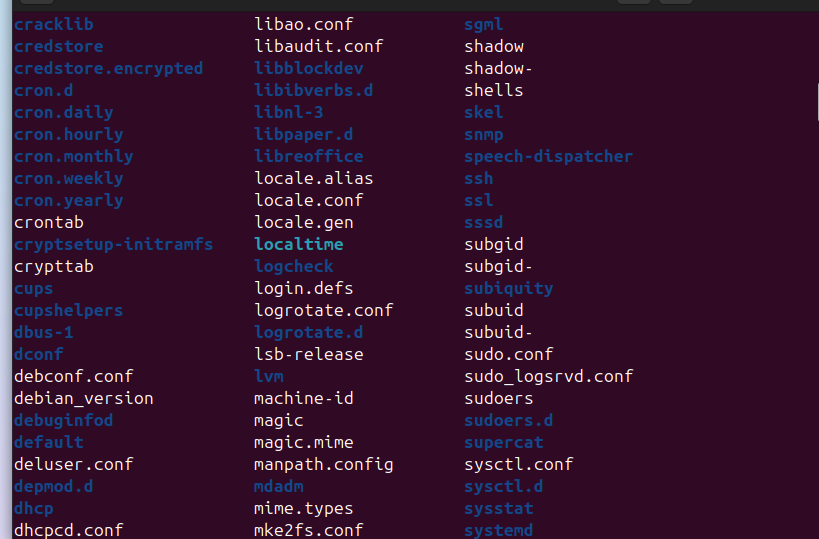 cracklib libao.conf sgml
credstore libaudit.conf shadow
credstore.encrypted libblockdev shadow-
cron.d libibverbs.d shells
cron.daily libnl-3 skel
cron.hourly libpaper.d snmp
cron.monthly libreoffice speech-dispatcher
cron.weekly locale.alias ssh
cron.yearly locale.conf ssl
crontab locale.gen sssd
cryptsetup-initramfs localtime subgid
crypttab logcheck subgid-
cups login.defs subiquity
cupshelpers logrotate.conf subuid
dbus-1 logrotate.d subuid-
dconf lsb-release sudo.conf
debconf.conf lvm sudo_logsrvd.conf
debian_version machine-id sudoers
debuginfod magic sudoers.d
default magic.mime supercat
deluser.conf manpath.config sysctl.conf
depmod.d mdadm sysctl.d
dhcp mime.types sysstat
dhcpcd.conf mke2fs.conf systemd